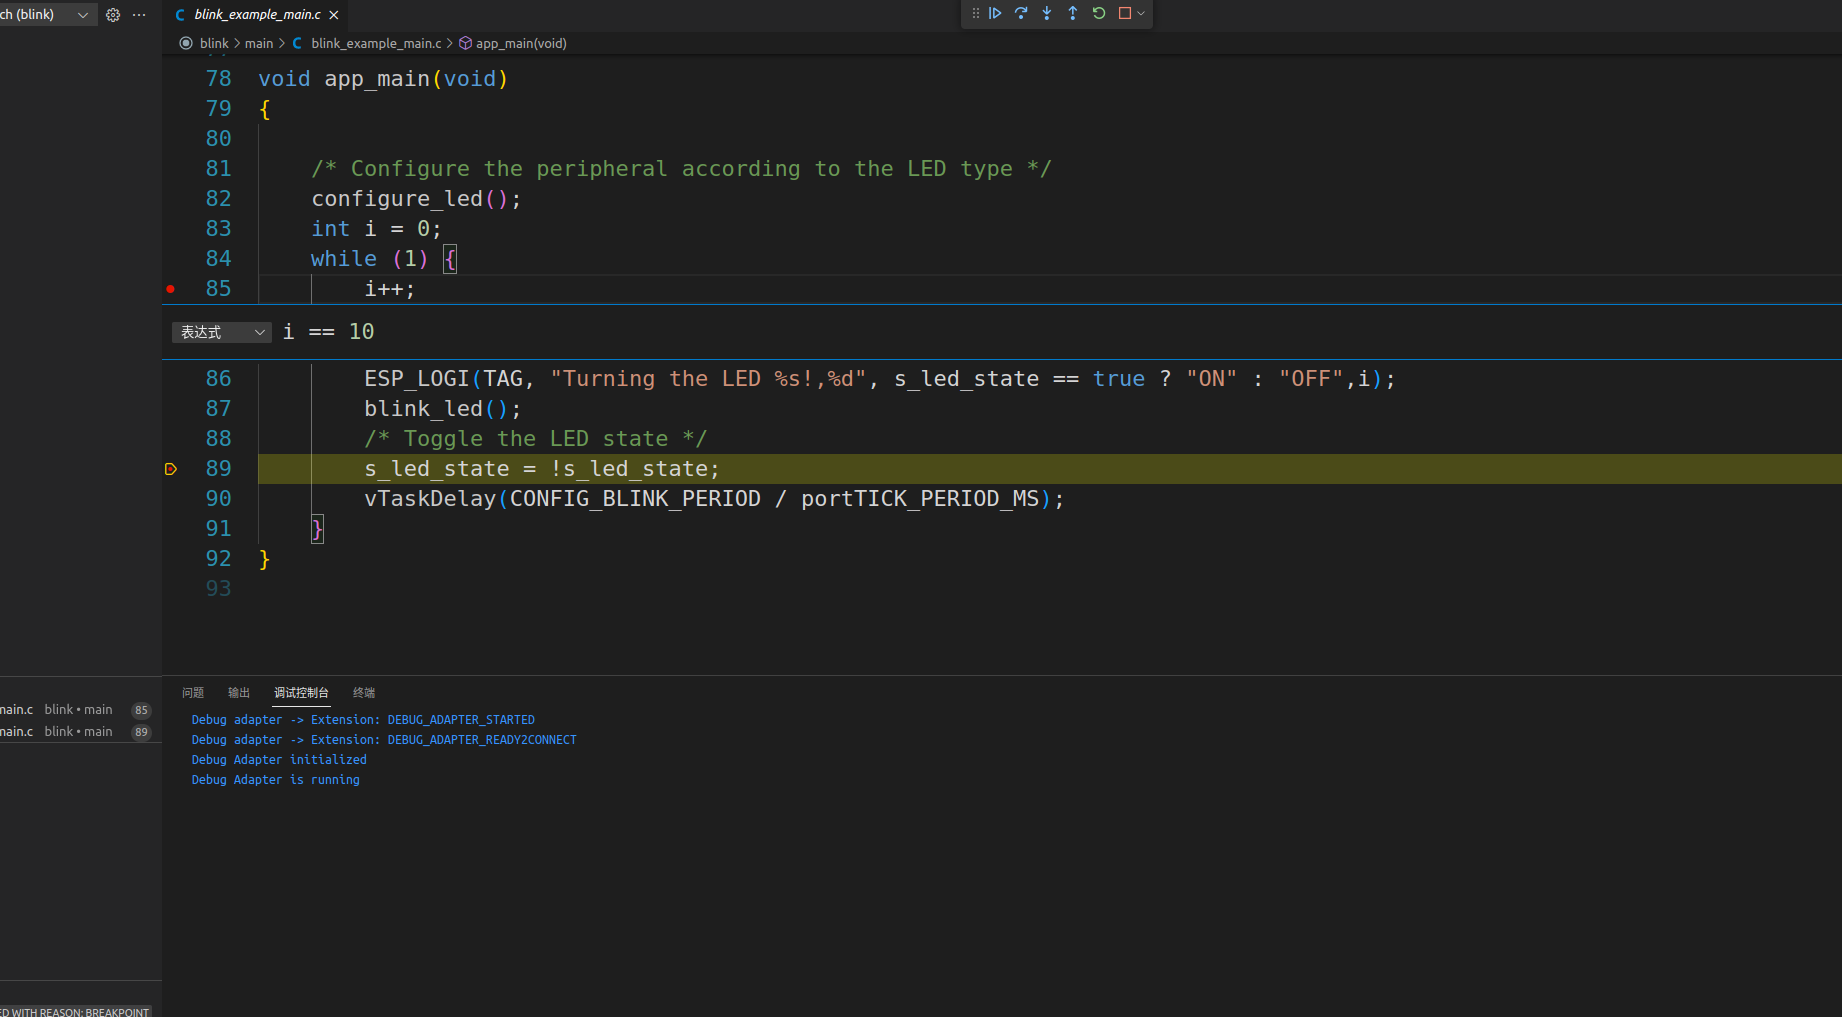 ch (blink)
blink_example_main.c
blink > main > C blink_example_main.c > app_main(void)
78 void app_main(void)
79 {
80
81 /* Configure the peripheral according to the LED type */
82 configure_led();
83 int i = 0;
84 while (1) {
85 i++;
表达式 i == 10
86 ESP_LOGI(TAG, "Turning the LED %s!,%d", s_led_state == true ? "ON" : "OFF",i);
87 blink_led();
88 /* Toggle the LED state */
89 s_led_state = !s_led_state;
90 vTaskDelay(CONFIG_BLINK_PERIOD / portTICK_PERIOD_MS);
91 }
92 }
93
问题 输出 调试控制台 终端
Debug adapter -> Extension: DEBUG_ADAPTER_STARTED
Debug adapter -> Extension: DEBUG_ADAPTER_READY2CONNECT
Debug Adapter initialized
Debug Adapter is running
main.c blink • main 85
main.c blink • main 89
ED WITH REASON: BREAKPOINT